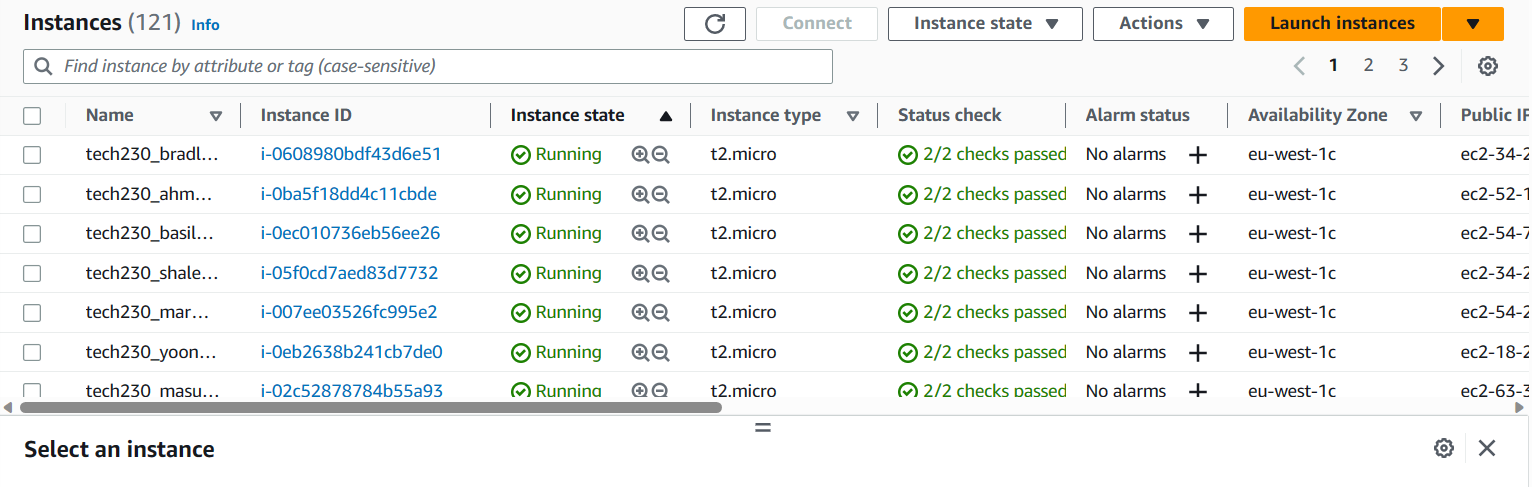 Instances (121) Info Connect Instance state Actions Launch instances
Find instance by attribute or tag (case-sensitive) 1 2 3
Name Instance ID Instance state Instance type Status check Alarm status Availability Zone Public IP
tech230_bradl... i-0608980bdf43d6e51 Running t2.micro 2/2 checks passed No alarms eu-west-1c ec2-34-2
tech230_ahm... i-0ba5f18dd4c11cbde Running t2.micro 2/2 checks passed No alarms eu-west-1c ec2-52-1
tech230_basil... i-0ec010736eb56ee26 Running t2.micro 2/2 checks passed No alarms eu-west-1c ec2-54-7
tech230_shale... i-05f0cd7aed83d7732 Running t2.micro 2/2 checks passed No alarms eu-west-1c ec2-34-2
tech230_mar... i-007ee03526fc995e2 Running t2.micro 2/2 checks passed No alarms eu-west-1c ec2-54-2
tech230_yoon... i-0eb2638b241cb7de0 Running t2.micro 2/2 checks passed No alarms eu-west-1c ec2-18-2
tech230_masu... i-02c52878784b55a93 Running t2.micro 2/2 checks passed No alarms eu-west-1c ec2-63-3
Select an instance